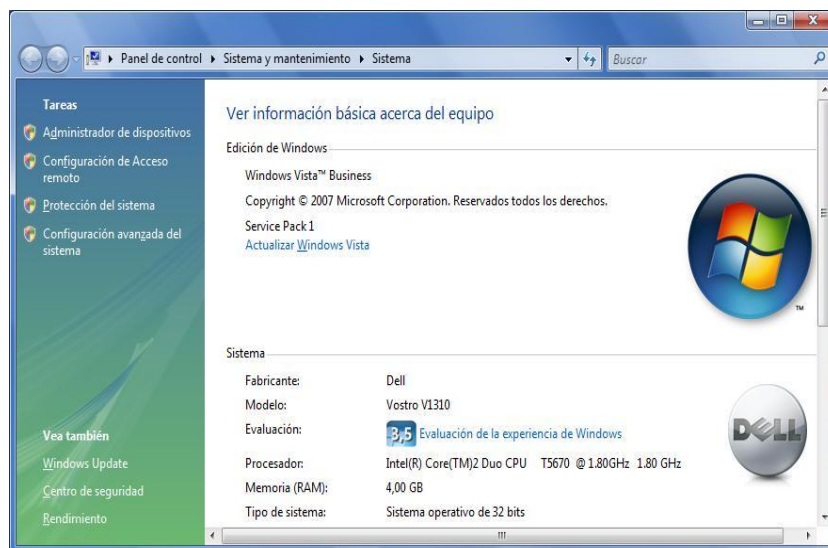 Panel de control ▸ Sistema y mantenimiento ▸ Sistema
Buscar
Tareas
Administrador de dispositivos
Configuración de Acceso
remoto
Protección del sistema
Configuración avanzada del
sistema
Vea también
Windows Update
Centro de seguridad
Rendimiento
Ver información básica acerca del equipo
Edición de Windows
Windows Vista™ Business
Copyright © 2007 Microsoft Corporation. Reservados todos los derechos.
Service Pack 1
Actualizar Windows Vista
TM
Sistema
Fabricante: Dell
Modelo: Vostro V1310
Evaluación: 3,5 Evaluación de la experiencia de Windows
Procesador: Intel(R) Core(TM)2 Duo CPU T5670 @ 1.80GHz 1.80 GHz
Memoria (RAM): 4,00 GB
Tipo de sistema: Sistema operativo de 32 bits
DELL